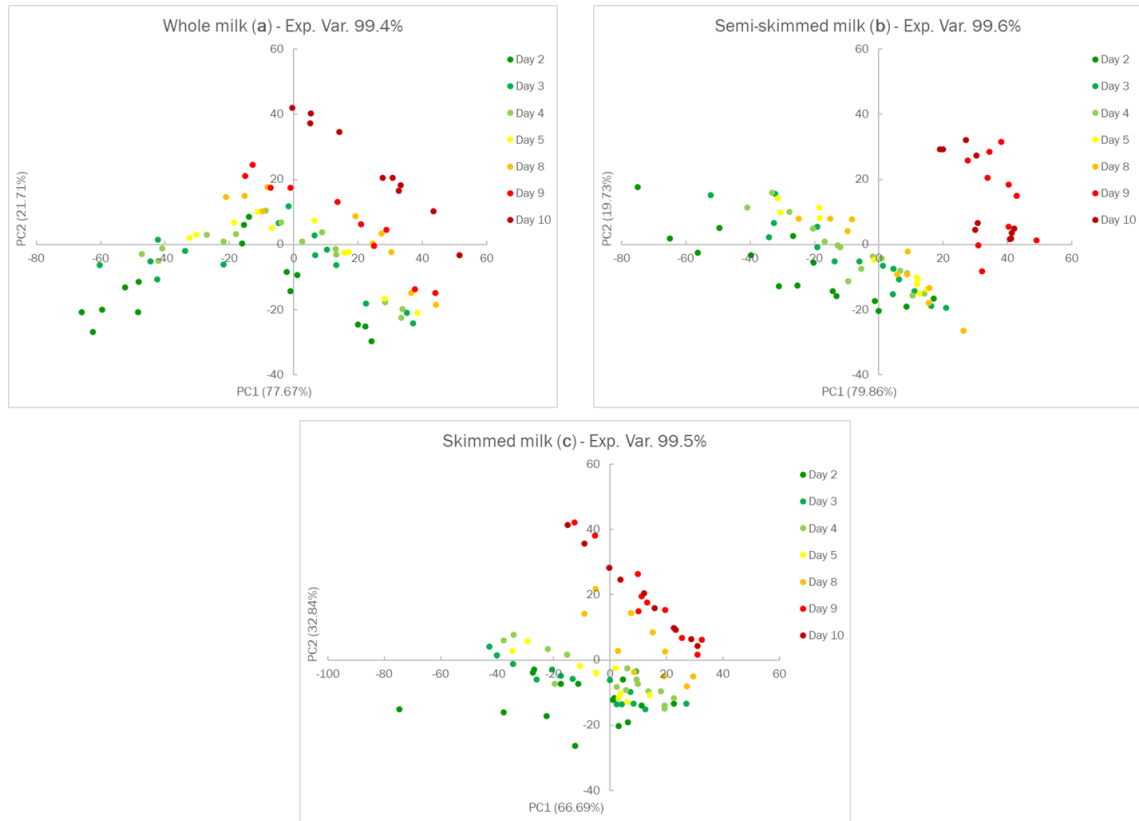 Whole milk (a) - Exp. Var. 99.4%
60
40
20
0
-20
-40
-80 -60 -40 -20 0 20 40 60
PC2 (21.71%)
PC1 (77.67%)
Day 2
Day 3
Day 4
Day 5
Day 8
Day 9
Day 10
Semi-skimmed milk (b) - Exp. Var. 99.6%
60
40
20
0
-20
-40
-80 -60 -40 -20 0 20 40 60
PC2 (19.73%)
PC1 (79.86%)
Day 2
Day 3
Day 4
Day 5
Day 8
Day 9
Day 10
Skimmed milk (c) - Exp. Var. 99.5%
60
40
20
0
-20
-40
-100 -80 -60 -40 -20 0 20 40 60
PC2 (32.84%)
PC1 (66.69%)
Day 2
Day 3
Day 4
Day 5
Day 8
Day 9
Day 10